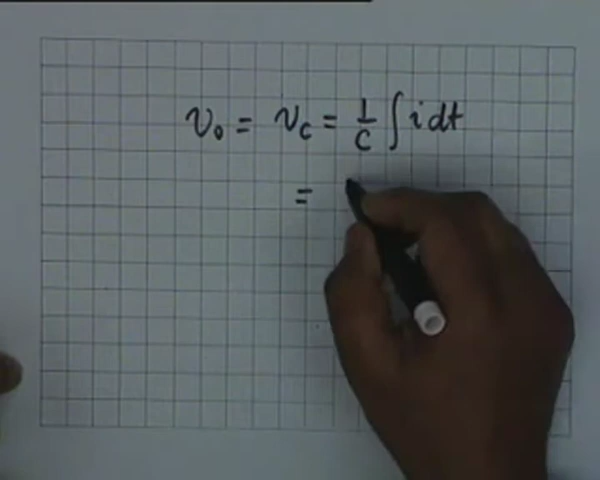 v₀ = v_C = 1/C ∫ i dt
=